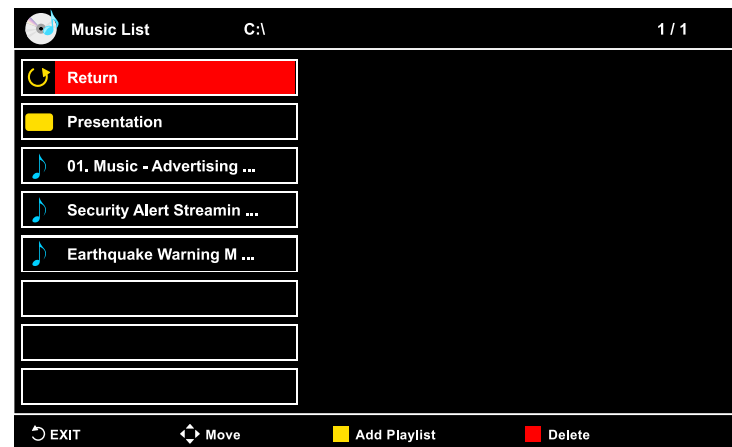 Music List C:\ 1 / 1
Return
Presentation
01. Music - Advertising ...
Security Alert Streamin ...
Earthquake Warning M ...
EXIT Move Add Playlist Delete